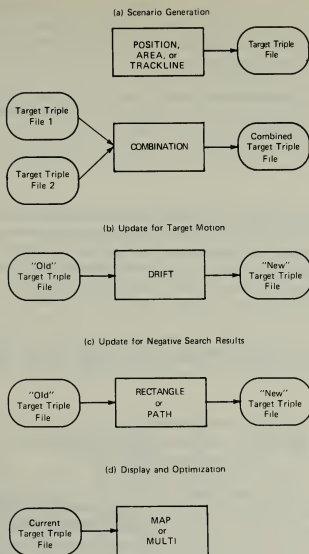 (a) Scenario Generation
POSITION,
AREA, or
TRACKLINE
Target Triple
File
Target Triple
File 1
Target Triple
File 2
COMBINATION
Combined
Target Triple
File
(b) Update for Target Motion
"Old"
Target Triple
File
DRIFT
"New"
Target Triple
File
(c) Update for Negative Search Results
"Old"
Target Triple
File
RECTANGLE
or
PATH
"New"
Target Triple
File
(d) Display and Optimization
Current
Target Triple
File
MAP
or
MULTI